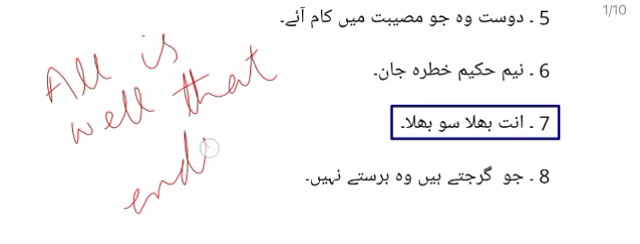 1/10
5 ۔ دوست وہ جو مصیبت میں کام آئے۔
6 ۔ نیم حکیم خطرہ جان۔
7 ۔ انت بھلا سو بھلا۔
8 ۔ جو گرجتے ہیں وہ برستے نہیں۔
All is
well that
end